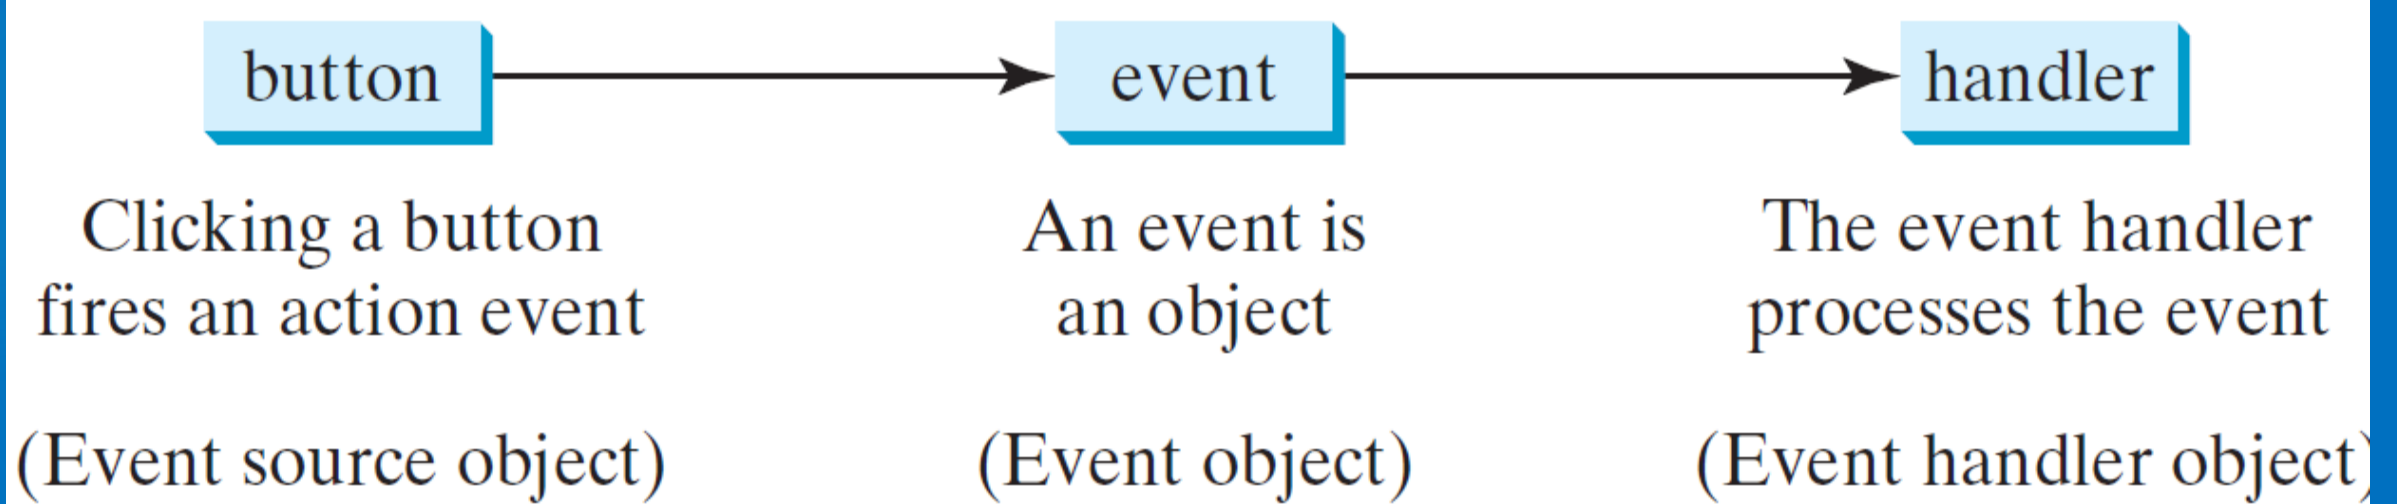 button
event
handler
Clicking a button
fires an action event
An event is
an object
The event handler
processes the event
(Event source object)
(Event object)
(Event handler object)